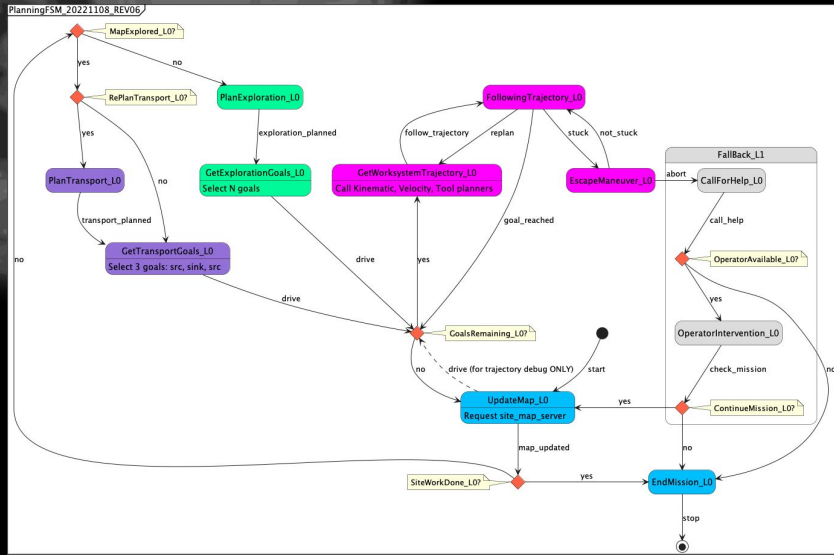 PlanningFSM_20221108_REV06
MapExplored_L0?
yes
no
RePlanTransport_L0?
PlanExploration_L0
FollowingTrajectory_L0
yes
no
exploration_planned
follow_trajectory
replan
stuck
not_stuck
FallBack_L1
PlanTransport_L0
GetExplorationGoals_L0
Select N goals
GetWorksystemTrajectory_L0
Call Kinematic, Velocity, Tool planners
EscapeManeuver_L0
abort
CallForHelp_L0
transport_planned
goal_reached
call_help
GetTransportGoals_L0
Select 3 goals: src, sink, src
drive
yes
OperatorAvailable_L0?
drive
yes
no
GoalsRemaining_L0?
OperatorIntervention_L0
no
drive (for trajectory debug ONLY)
start
check_mission
no
UpdateMap_L0
Request site_map_server
yes
ContinueMission_L0?
map_updated
no
SiteWorkDone_L0?
yes
EndMission_L0
stop